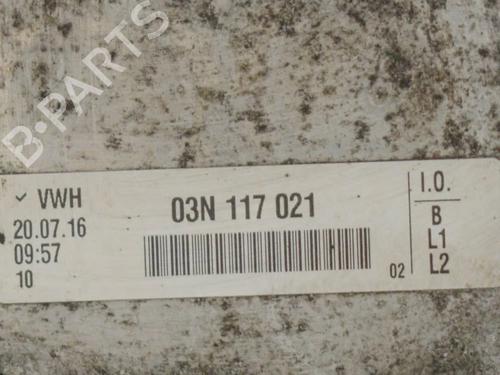 B-PARTS
✓ VWH
20.07.16
09:57
10
03N 117 021
02
I.O.
B
L1
L2